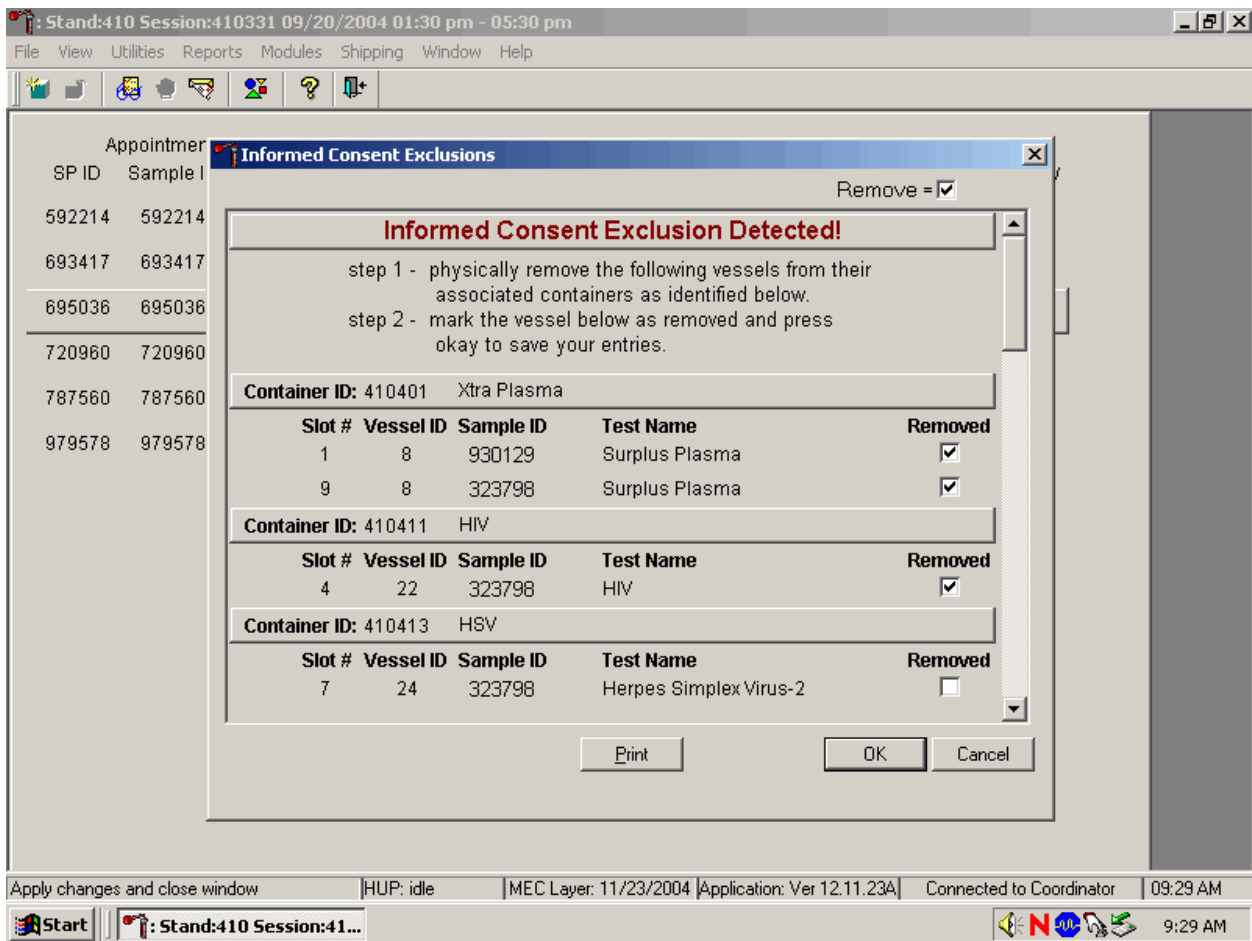 : Stand:410 Session:410331 09/20/2004 01:30 pm - 05:30 pm
File View Utilities Reports Modules Shipping Window Help
Appointmer
SP ID Sample I
592214 592214
693417 693417
695036 695036
720960 720960
787560 787560
979578 979578
Informed Consent Exclusions
Remove =
Informed Consent Exclusion Detected!
step 1 - physically remove the following vessels from their
associated containers as identified below.
step 2 - mark the vessel below as removed and press
okay to save your entries.
Container ID: 410401 Xtra Plasma
Slot # Vessel ID Sample ID Test Name Removed
1 8 930129 Surplus Plasma
9 8 323798 Surplus Plasma
Container ID: 410411 HIV
Slot # Vessel ID Sample ID Test Name Removed
4 22 323798 HIV
Container ID: 410413 HSV
Slot # Vessel ID Sample ID Test Name Removed
7 24 323798 Herpes Simplex Virus-2
Print OK Cancel
Apply changes and close window HUP: idle MEC Layer: 11/23/2004 Application: Ver 12.11.23A Connected to Coordinator 09:29 AM
Start : Stand:410 Session:41... N 9:29 AM